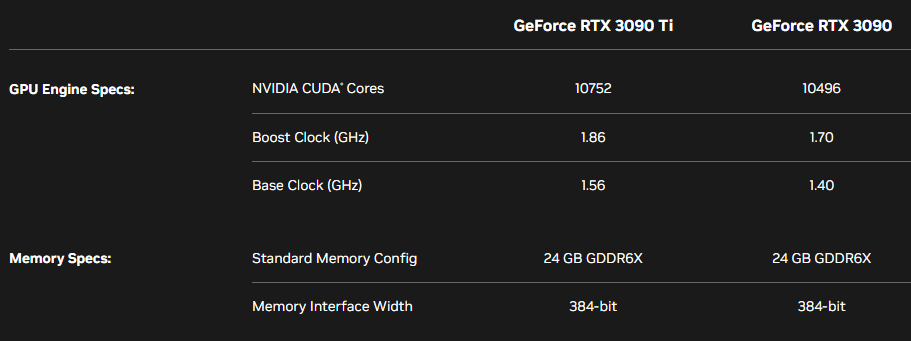 GeForce RTX 3090 Ti GeForce RTX 3090
GPU Engine Specs: NVIDIA CUDA® Cores 10752 10496
Boost Clock (GHz) 1.86 1.70
Base Clock (GHz) 1.56 1.40
Memory Specs: Standard Memory Config 24 GB GDDR6X 24 GB GDDR6X
Memory Interface Width 384-bit 384-bit